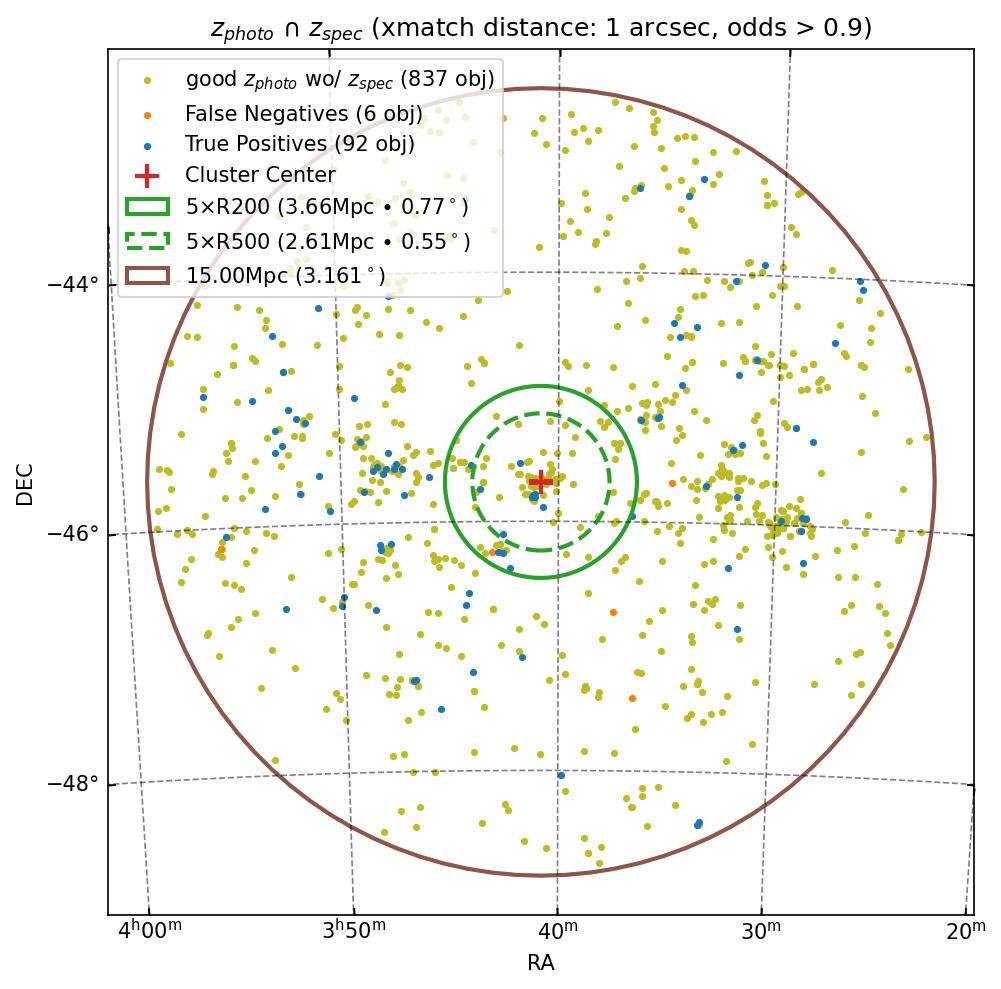 z_photo ∩ z_spec (xmatch distance: 1 arcsec, odds > 0.9)
good z_photo wo/ z_spec (837 obj)
False Negatives (6 obj)
True Positives (92 obj)
Cluster Center
5×R200 (3.66Mpc • 0.77°)
5×R500 (2.61Mpc • 0.55°)
15.00Mpc (3.161°)
−44°
−46°
−48°
DEC
4ʰ00ᵐ 3ʰ50ᵐ 40ᵐ 30ᵐ 20ᵐ
RA